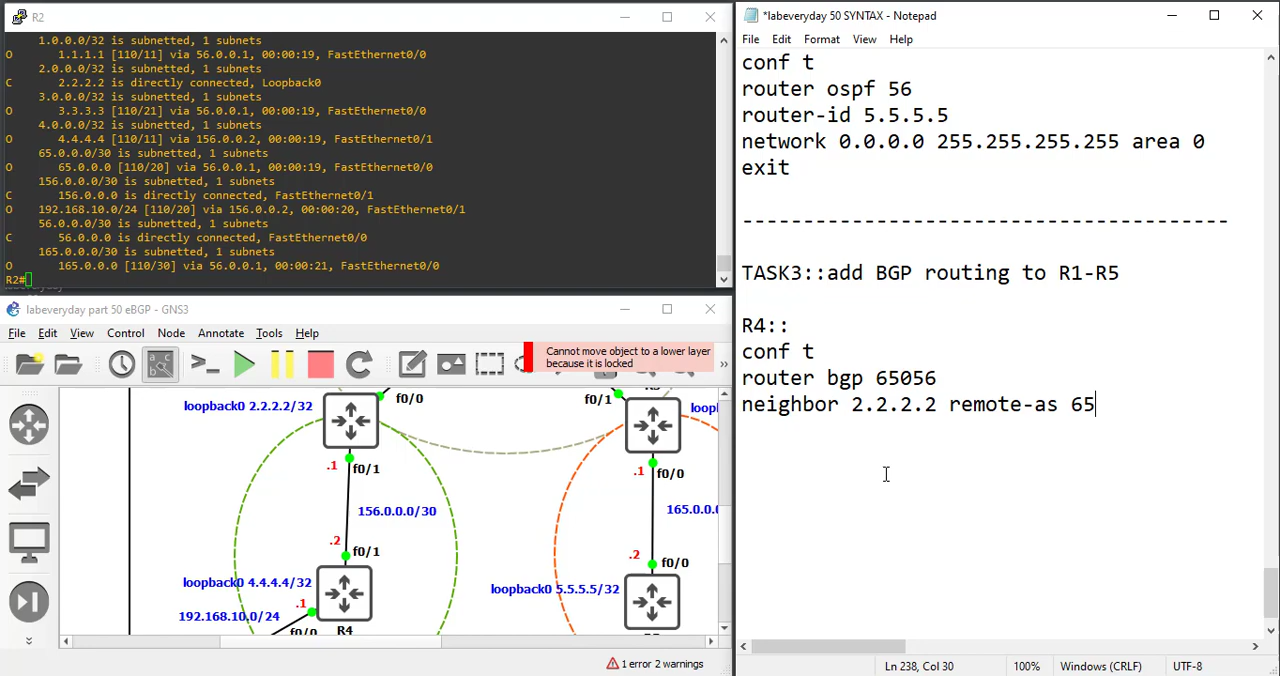 R2
1.0.0.0/32 is subnetted, 1 subnets
O 1.1.1.1 [110/11] via 56.0.0.1, 00:00:19, FastEthernet0/0
2.0.0.0/32 is subnetted, 1 subnets
C 2.2.2.2 is directly connected, Loopback0
3.0.0.0/32 is subnetted, 1 subnets
O 3.3.3.3 [110/21] via 56.0.0.1, 00:00:19, FastEthernet0/0
4.0.0.0/32 is subnetted, 1 subnets
O 4.4.4.4 [110/11] via 156.0.0.2, 00:00:19, FastEthernet0/1
65.0.0.0/30 is subnetted, 1 subnets
O 65.0.0.0 [110/20] via 56.0.0.1, 00:00:19, FastEthernet0/0
156.0.0.0/30 is subnetted, 1 subnets
C 156.0.0.0 is directly connected, FastEthernet0/1
O 192.168.10.0/24 [110/20] via 156.0.0.2, 00:00:20, FastEthernet0/1
56.0.0.0/30 is subnetted, 1 subnets
C 56.0.0.0 is directly connected, FastEthernet0/0
165.0.0.0/30 is subnetted, 1 subnets
O 165.0.0.0 [110/30] via 56.0.0.1, 00:00:21, FastEthernet0/0
R2#
labeveryday part 50 eBGP - GNS3
File Edit View Control Node Annotate Tools Help
Cannot move object to a lower layer
because it is locked
loopback0 2.2.2.2/32
f0/0
f0/1
.1
f0/1
.1
f0/0
156.0.0.0/30
.2
f0/1
.2
f0/0
loopback0 4.4.4.4/32
loopback0 5.5.5.5/32
.1
192.168.10.0/24
f0/0
R4
1 error 2 warnings
*labeveryday 50 SYNTAX - Notepad
File Edit Format View Help
conf t
router ospf 56
router-id 5.5.5.5
network 0.0.0.0 255.255.255.255 area 0
exit
----------------------------------------
TASK3::add BGP routing to R1-R5
R4::
conf t
router bgp 65056
neighbor 2.2.2.2 remote-as 65
Ln 238, Col 30
100%
Windows (CRLF)
UTF-8